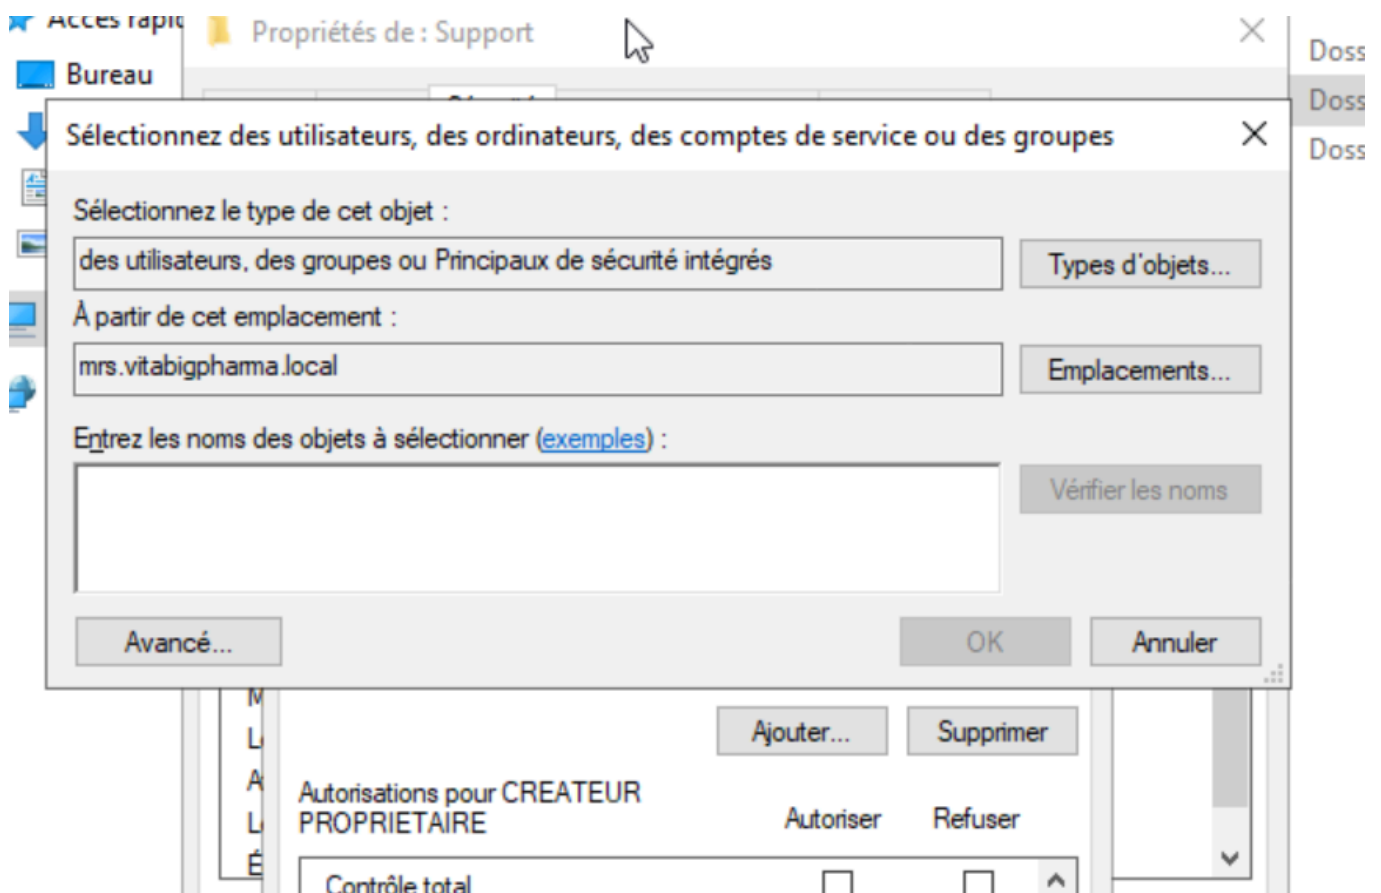 Accès rapide
Propriétés de : Support
Bureau
Doss
Doss
Doss
Sécurité
Sélectionnez des utilisateurs, des ordinateurs, des comptes de service ou des groupes
Sélectionnez le type de cet objet :
des utilisateurs, des groupes ou Principaux de sécurité intégrés
Types d'objets...
À partir de cet emplacement :
mrs.vitabigpharma.local
Emplacements...
Entrez les noms des objets à sélectionner (exemples) :
Vérifier les noms
Avancé...
OK
Annuler
M
L
A
L
É
Ajouter...
Supprimer
Autorisations pour CREATEUR
PROPRIETAIRE
Autoriser
Refuser
Contrôle total